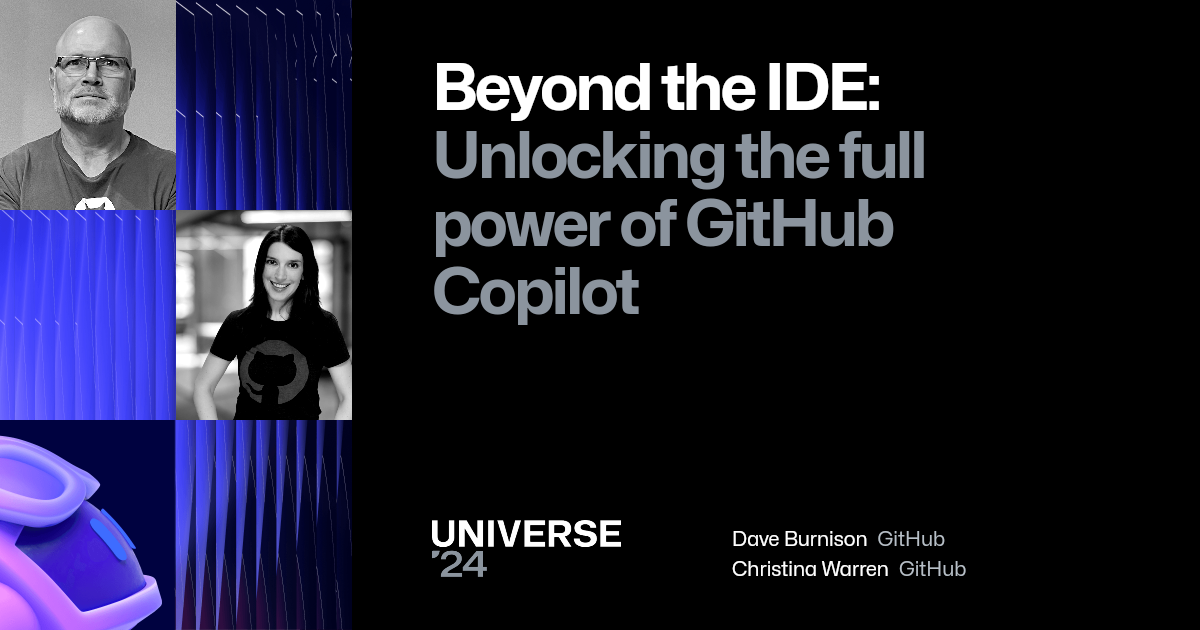 Beyond the IDE:
Unlocking the full
power of GitHub
Copilot
UNIVERSE
'24
Dave Burnison GitHub
Christina Warren GitHub